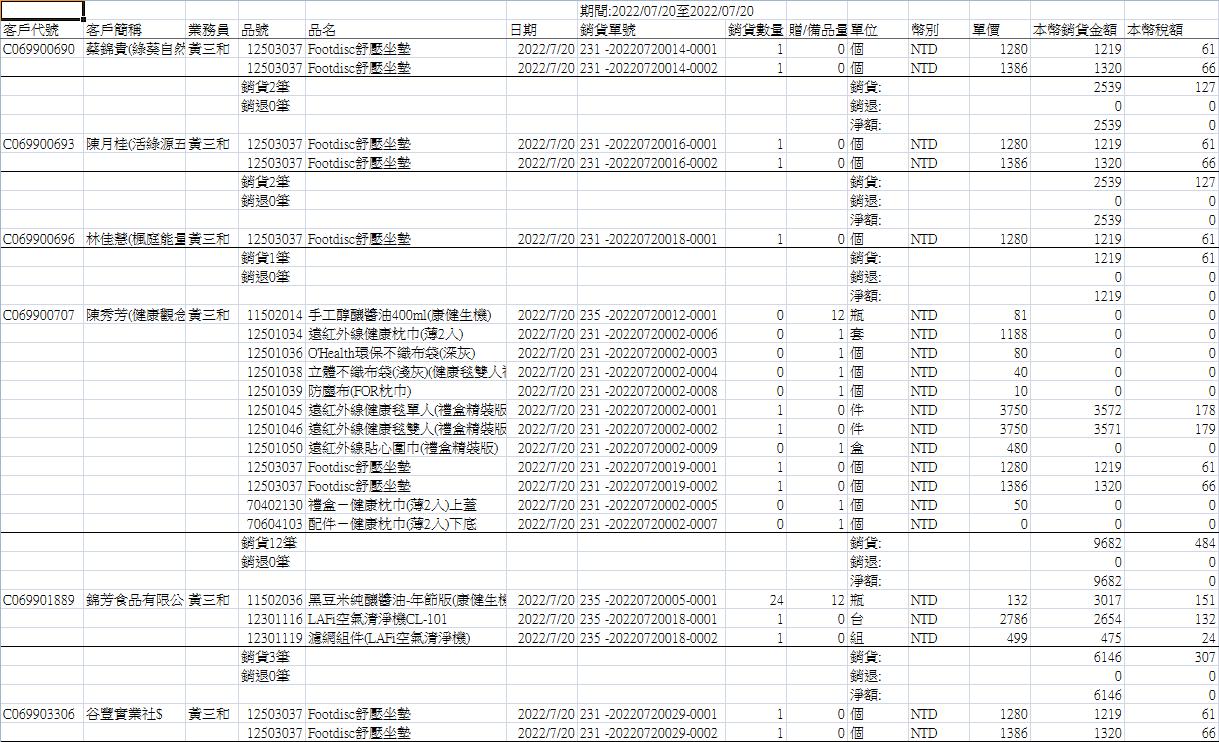 期間:2022/07/20至2022/07/20
客戶代號 客戶簡稱 業務員 品號 品名 日期 銷貨單號 銷貨數量 贈/備品量 單位 幣別 單價 本幣銷貨金額 本幣稅額
C069900690 蔡錦貴(綠葵自然 黃三和 12503037 Footdisc舒壓坐墊 2022/7/20 231 -20220720014-0001 1 0 個 NTD 1280 1219 61
12503037 Footdisc舒壓坐墊 2022/7/20 231 -20220720014-0002 1 0 個 NTD 1386 1320 66
銷貨2筆 銷貨: 2539 127
銷退0筆 銷退: 0 0
淨額: 2539 0
C069900693 陳月桂(活綠源五 黃三和 12503037 Footdisc舒壓坐墊 2022/7/20 231 -20220720016-0001 1 0 個 NTD 1280 1219 61
12503037 Footdisc舒壓坐墊 2022/7/20 231 -20220720016-0002 1 0 個 NTD 1386 1320 66
銷貨2筆 銷貨: 2539 127
銷退0筆 銷退: 0 0
淨額: 2539 0
C069900696 林佳慧(楓庭能量 黃三和 12503037 Footdisc舒壓坐墊 2022/7/20 231 -20220720018-0001 1 0 個 NTD 1280 1219 61
銷貨1筆 銷貨: 1219 61
銷退0筆 銷退: 0 0
淨額: 1219 0
C069900707 陳秀芳(健康觀念 黃三和 11502014 手工醇釀醬油400ml(康健生機) 2022/7/20 235 -20220720012-0001 0 12 瓶 NTD 81 0 0
12501034 遠紅外線健康枕巾(薄2入) 2022/7/20 231 -20220720002-0006 0 1 套 NTD 1188 0 0
12501036 O'Health環保不織布袋(深灰) 2022/7/20 231 -20220720002-0003 0 1 個 NTD 80 0 0
12501038 立體不織布袋(淺灰)(健康毯雙人 2022/7/20 231 -20220720002-0004 0 1 個 NTD 40 0 0
12501039 防塵布(FOR枕巾) 2022/7/20 231 -20220720002-0008 0 1 個 NTD 10 0 0
12501045 遠紅外線健康毯單人(禮盒精裝版 2022/7/20 231 -20220720002-0001 1 0 件 NTD 3750 3572 178
12501046 遠紅外線健康毯雙人(禮盒精裝版 2022/7/20 231 -20220720002-0002 1 0 件 NTD 3750 3571 179
12501050 遠紅外線貼心圍巾(禮盒精裝版) 2022/7/20 231 -20220720002-0009 0 1 盒 NTD 480 0 0
12503037 Footdisc舒壓坐墊 2022/7/20 231 -20220720019-0001 1 0 個 NTD 1280 1219 61
12503037 Footdisc舒壓坐墊 2022/7/20 231 -20220720019-0002 1 0 個 NTD 1386 1320 66
70402130 禮盒－健康枕巾(薄2入)上蓋 2022/7/20 231 -20220720002-0005 0 1 個 NTD 50 0 0
70604103 配件－健康枕巾(薄2入)下底 2022/7/20 231 -20220720002-0007 0 1 個 NTD 0 0 0
銷貨12筆 銷貨: 9682 484
銷退0筆 銷退: 0 0
淨額: 9682 0
C069901889 錦芳食品有限公 黃三和 11502036 黑豆米純釀醬油-年節版(康健生機 2022/7/20 235 -20220720005-0001 24 12 瓶 NTD 132 3017 151
12301116 LAFi空氣清淨機CL-101 2022/7/20 235 -20220720018-0001 1 0 台 NTD 2786 2654 132
12301119 濾網組件(LAFi空氣清淨機) 2022/7/20 235 -20220720018-0002 1 0 組 NTD 499 475 24
銷貨3筆 銷貨: 6146 307
銷退0筆 銷退: 0 0
淨額: 6146 0
C069903306 谷豐實業社$ 黃三和 12503037 Footdisc舒壓坐墊 2022/7/20 231 -20220720029-0001 1 0 個 NTD 1280 1219 61
12503037 Footdisc舒壓坐墊 2022/7/20 231 -20220720029-0002 1 0 個 NTD 1386 1320 66